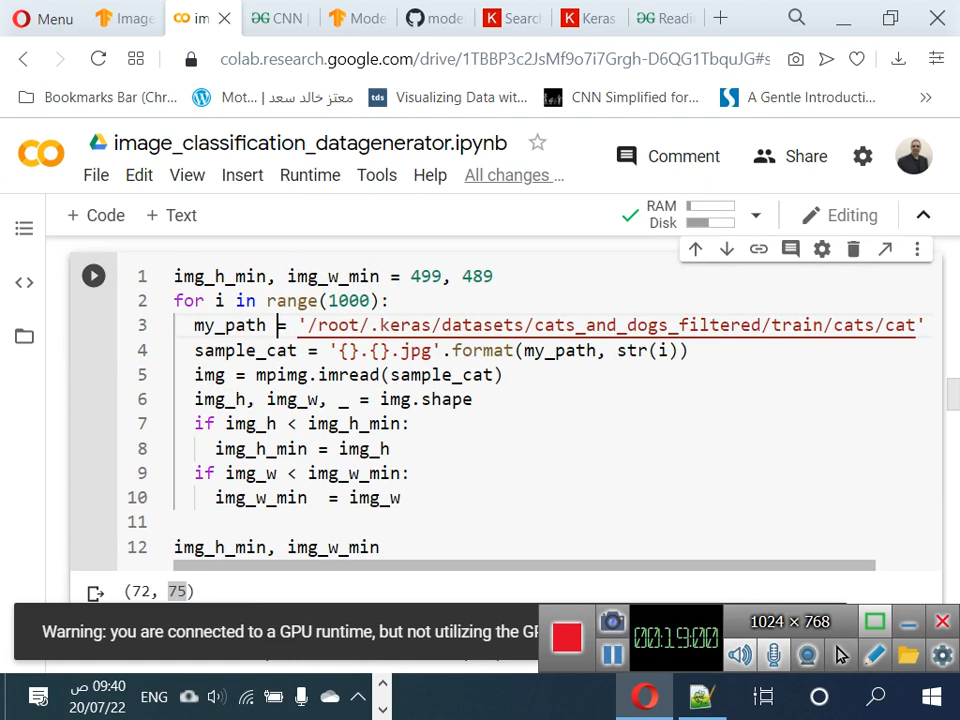 Menu
Image
im
CNN
Mode
mode
Search
Keras
Readi
colab.research.google.com/drive/1TBBP3c2JsMf9o7i7Grgh-D6QG1TbquJG#s
Bookmarks Bar (Chr...
Mot... | معتز خالد سعد
tds Visualizing Data wit...
CNN Simplified for...
A Gentle Introducti...
image_classification_datagenerator.ipynb
Comment
Share
File Edit View Insert Runtime Tools Help All changes ...
+ Code + Text
RAM
Disk
Editing
1 img_h_min, img_w_min = 499, 489
2 for i in range(1000):
3 my_path = '/root/.keras/datasets/cats_and_dogs_filtered/train/cats/cat'
4 sample_cat = '{}.{}.jpg'.format(my_path, str(i))
5 img = mpimg.imread(sample_cat)
6 img_h, img_w, _ = img.shape
7 if img_h < img_h_min:
8 img_h_min = img_h
9 if img_w < img_w_min:
10 img_w_min = img_w
11
12 img_h_min, img_w_min
(72, 75)
Warning: you are connected to a GPU runtime, but not utilizing the GP
00:19:00
1024 × 768
09:40 ص
20/07/22
ENG